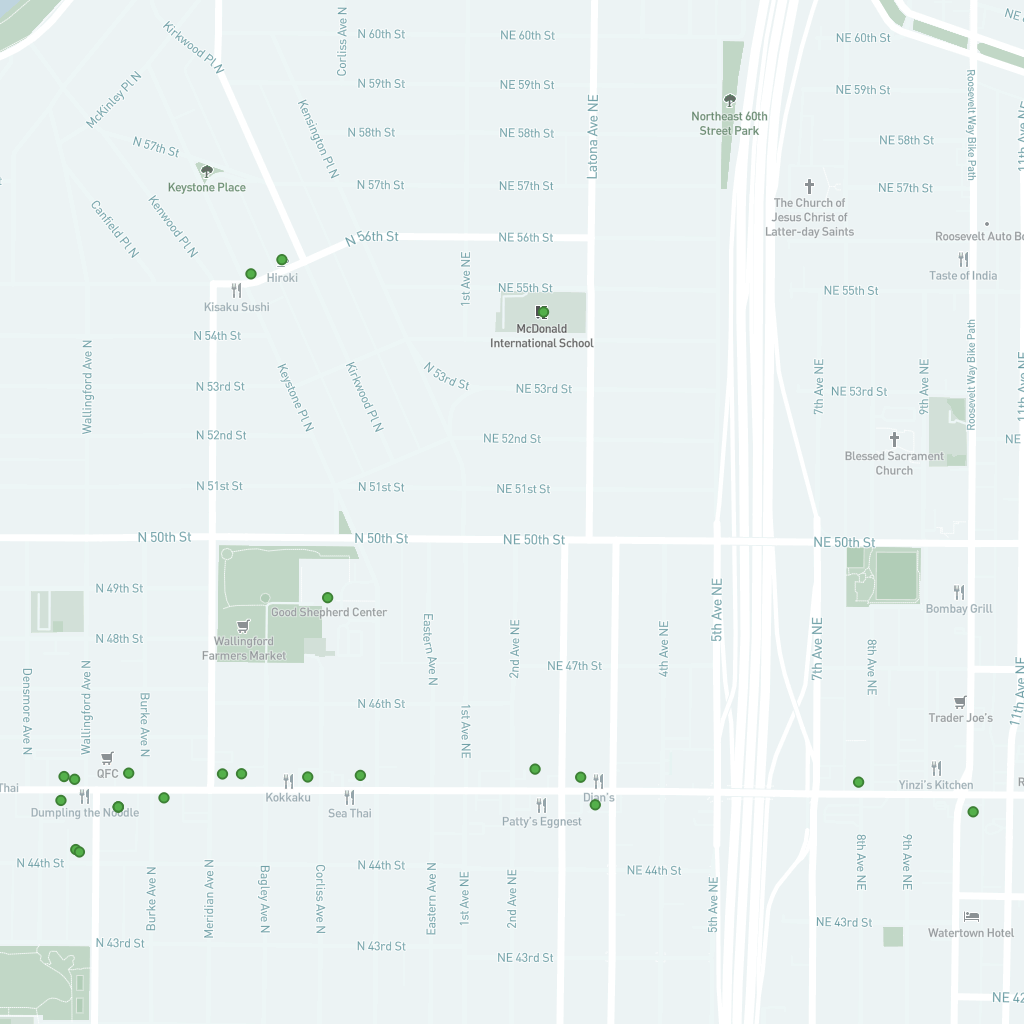 Kirkwood Pl N
Corliss Ave N
N 60th St
NE 60th St
NE 60th St
N 59th St
NE 59th St
NE 59th St
McKinley Pl N
Kensington Pl N
Latona Ave NE
Roosevelt Way Bike Path
11th Ave NE
Northeast 60th
Street Park
N 58th St
NE 58th St
NE 58th St
N 57th St
Keystone Place
N 57th St
NE 57th St
NE 57th St
The Church of
Jesus Christ of
Latter-day Saints
Canfield Pl N
Kenwood Pl N
N 56th St
NE 56th St
Roosevelt Auto Bo
1st Ave NE
Hiroki
Taste of India
Kisaku Sushi
NE 55th St
NE 55th St
McDonald
International School
N 54th St
Wallingford Ave N
N 53rd St
Keystone Pl N
Kirkwood Pl N
N 53rd St
NE 53rd St
7th Ave NE
NE 53rd St
9th Ave NE
Roosevelt Way Bike Path
11th Ave NE
N 52nd St
NE 52nd St
NE
Blessed Sacrament
Church
N 51st St
N 51st St
NE 51st St
N 50th St
N 50th St
NE 50th St
NE 50th St
N 49th St
Good Shepherd Center
5th Ave NE
Bombay Grill
N 48th St
Wallingford
Farmers Market
Eastern Ave N
2nd Ave NE
4th Ave NE
7th Ave NE
8th Ave NE
NE 47th St
Densmore Ave N
Wallingford Ave N
Burke Ave N
N 46th St
1st Ave NE
Trader Joe's
11th Ave NE
QFC
Thai
Dumpling the Noodle
Kokkaku
Sea Thai
Dian's
Patty's Eggnest
Yinzi's Kitchen
N 44th St
Burke Ave N
Meridian Ave N
Bagley Ave N
Corliss Ave N
N 44th St
Eastern Ave N
1st Ave NE
2nd Ave NE
NE 44th St
5th Ave NE
8th Ave NE
9th Ave NE
N 43rd St
N 43rd St
NE 43rd St
NE 43rd St
Watertown Hotel
NE 42